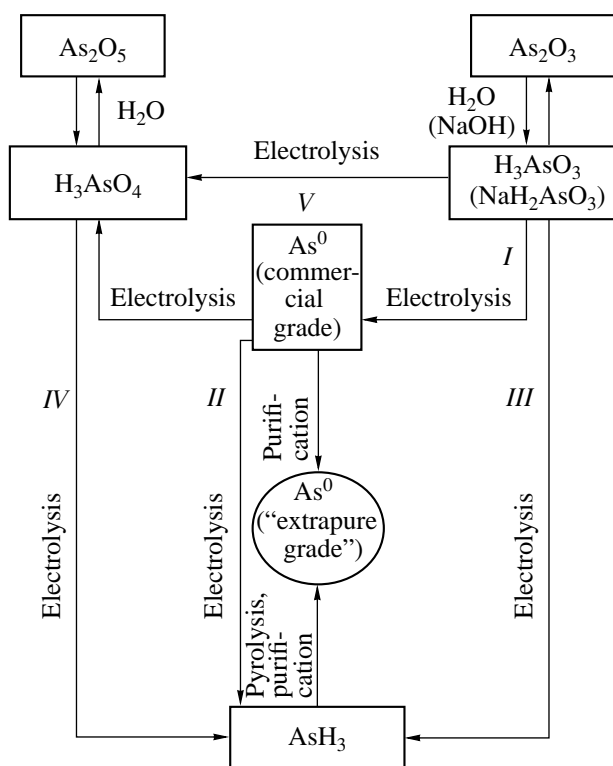 As₂O₅
As₂O₃
H₂O
H₂O
(NaOH)
H₃AsO₄
Electrolysis
H₃AsO₃
(NaH₂AsO₃)
V
As⁰
(commer-
cial
grade)
I
Electrolysis
Electrolysis
IV
II
III
Purifi-
cation
As⁰
(“extrapure
grade”)
Electrolysis
Electrolysis
Pyrolysis,
purifi-
cation
Electrolysis
AsH₃